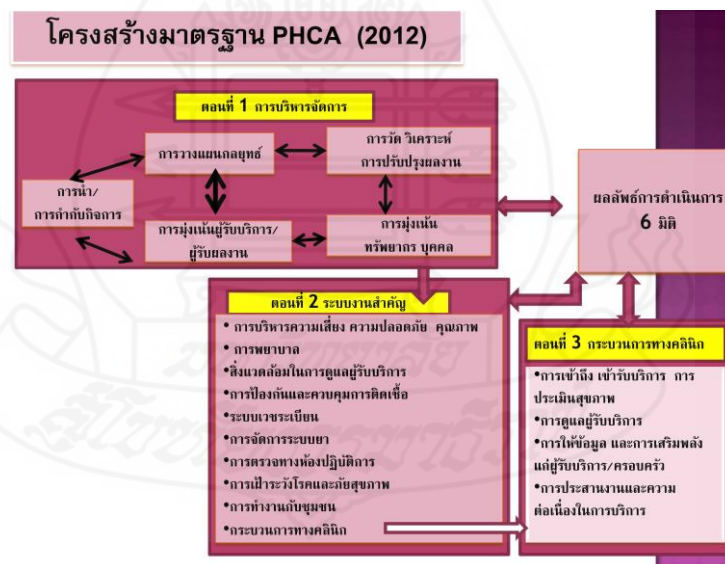 โครงสร้างมาตรฐาน PHCA (2012)
ตอนที่ 1 การบริหารจัดการ
การวางแผนกลยุทธ์
การวัด วิเคราะห์
การปรับปรุงผลงาน
การนำ/
การกำกับกิจการ
การมุ่งเน้นผู้รับบริการ/
ผู้รับผลงาน
การมุ่งเน้น
ทรัพยากร บุคคล
ผลลัพธ์การดำเนินการ
6 มิติ
ตอนที่ 2 ระบบงานสำคัญ
• การบริหารความเสี่ยง ความปลอดภัย คุณภาพ
• การพยาบาล
• สิ่งแวดล้อมในการดูแลผู้รับบริการ
• การป้องกันและควบคุมการติดเชื้อ
• ระบบเวชระเบียน
• การจัดการระบบยา
• การตรวจทางห้องปฏิบัติการ
• การเฝ้าระวังโรคและภัยสุขภาพ
• การทำงานกับชุมชน
• กระบวนการทางคลินิก
ตอนที่ 3 กระบวนการทางคลินิก
•การเข้าถึง เข้ารับบริการ การ
ประเมินสุขภาพ
•การดูแลผู้รับบริการ
•การให้ข้อมูล และการเสริมพลัง
แก่ผู้รับบริการ/ครอบครัว
•การประสานงานและความ
ต่อเนื่องในการบริการ